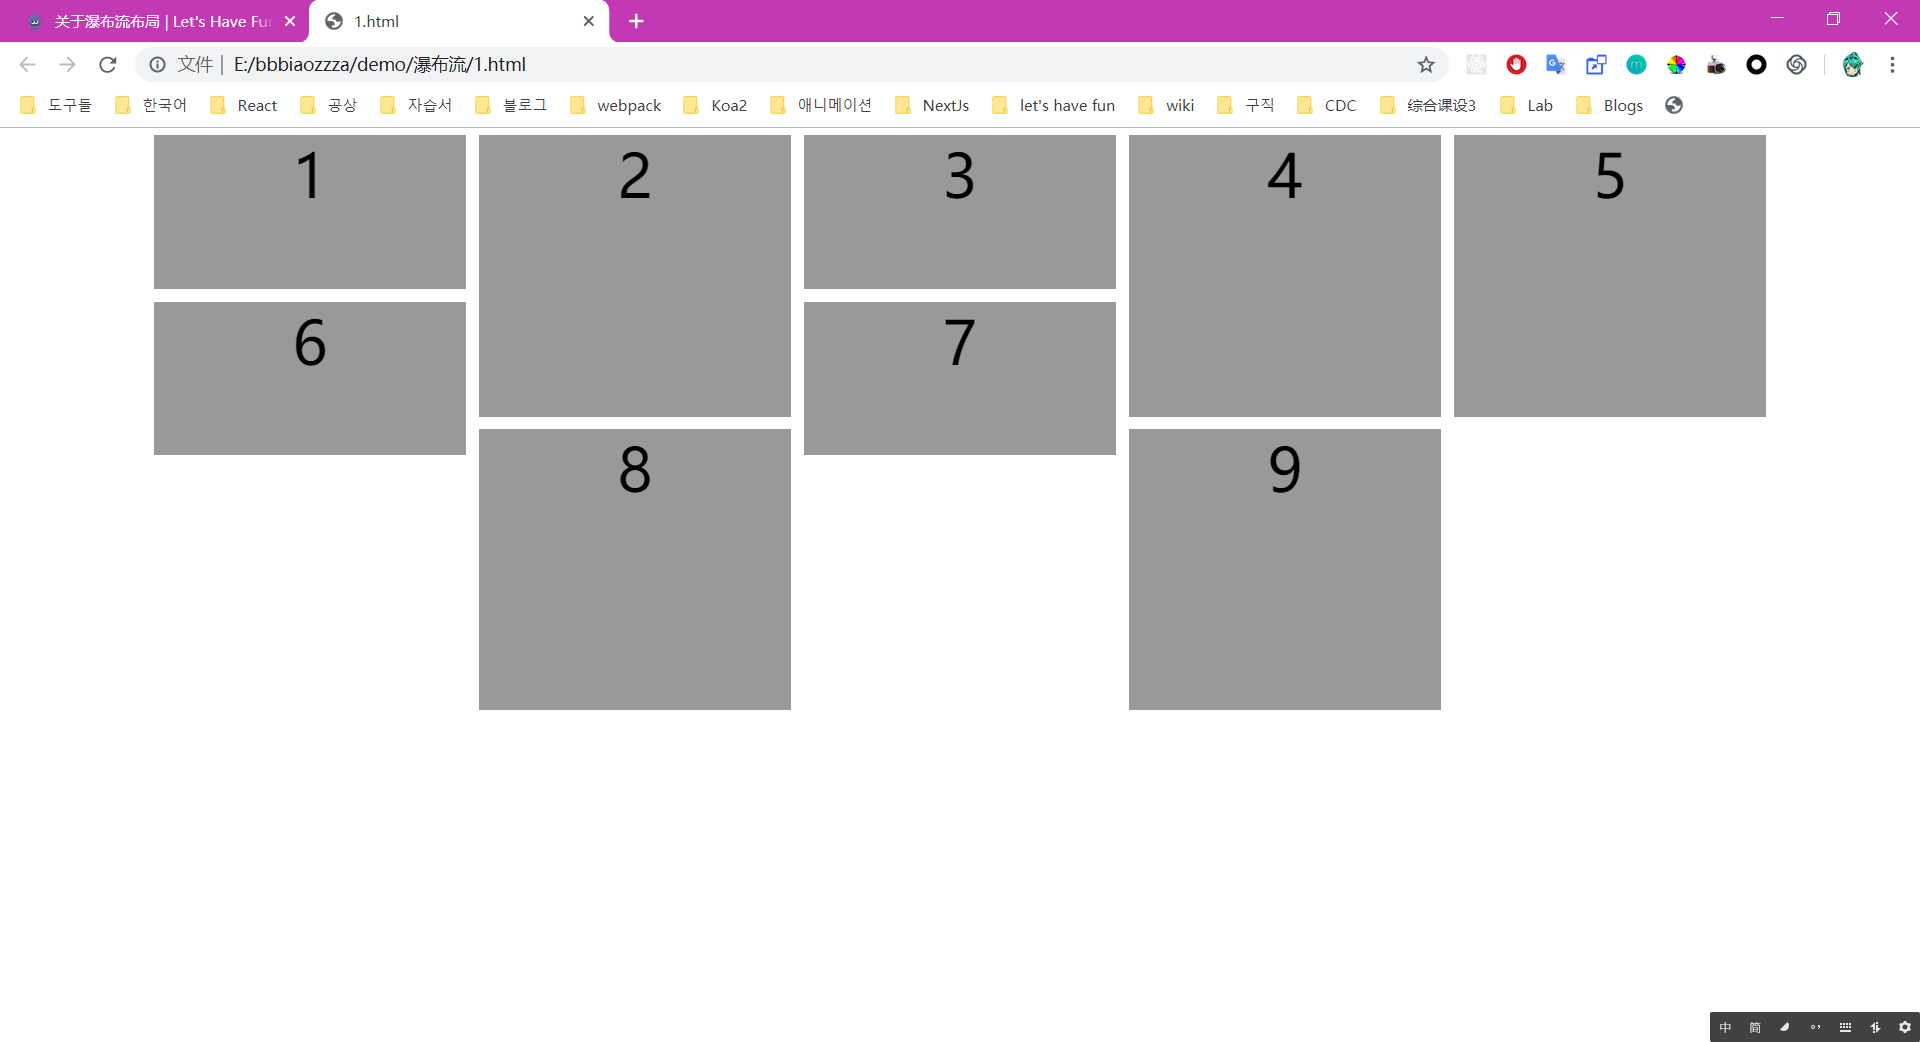 关于瀑布流布局 | Let's Have Fun
1.html
文件 | E:/bbbiaozzza/demo/瀑布流/1.html
도구들 한국어 React 공상 자습서 블로그 webpack Koa2 애니메이션 NextJs let's have fun wiki 구직 CDC 综合课设3 Lab Blogs
1 2 3 4 5
6 7
8 9
中 简